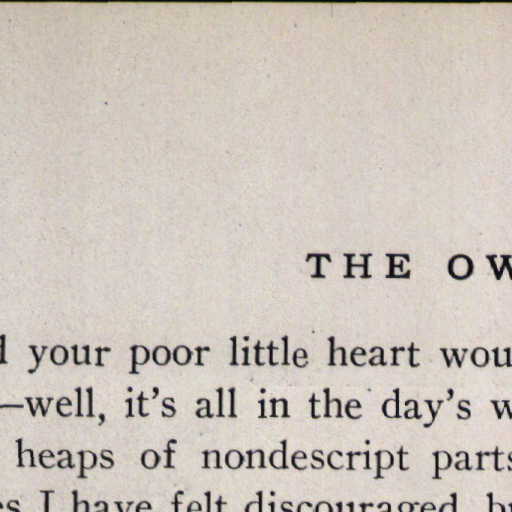 THE OW
d your poor little heart wou
—well, it's all in the day's w
heaps of nondescript parts
es I have felt discouraged, bu